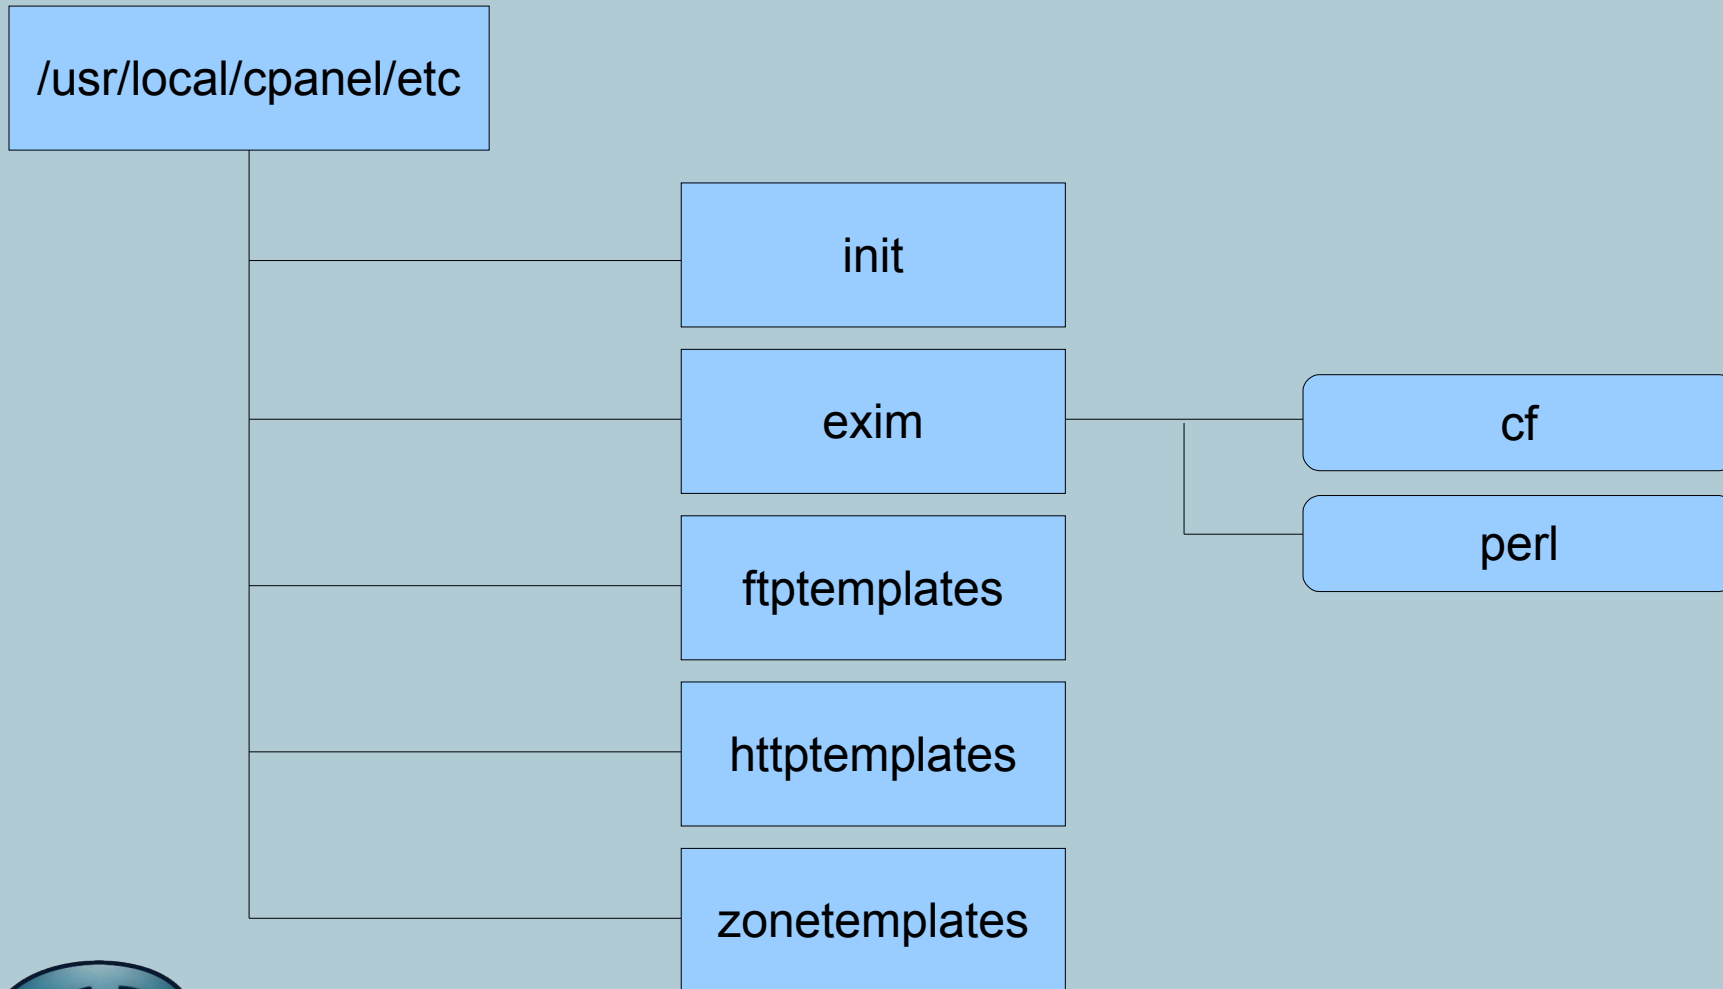 /usr/local/cpanel/etc
init
exim
cf
perl
ftptemplates
httptemplates
zonetemplates